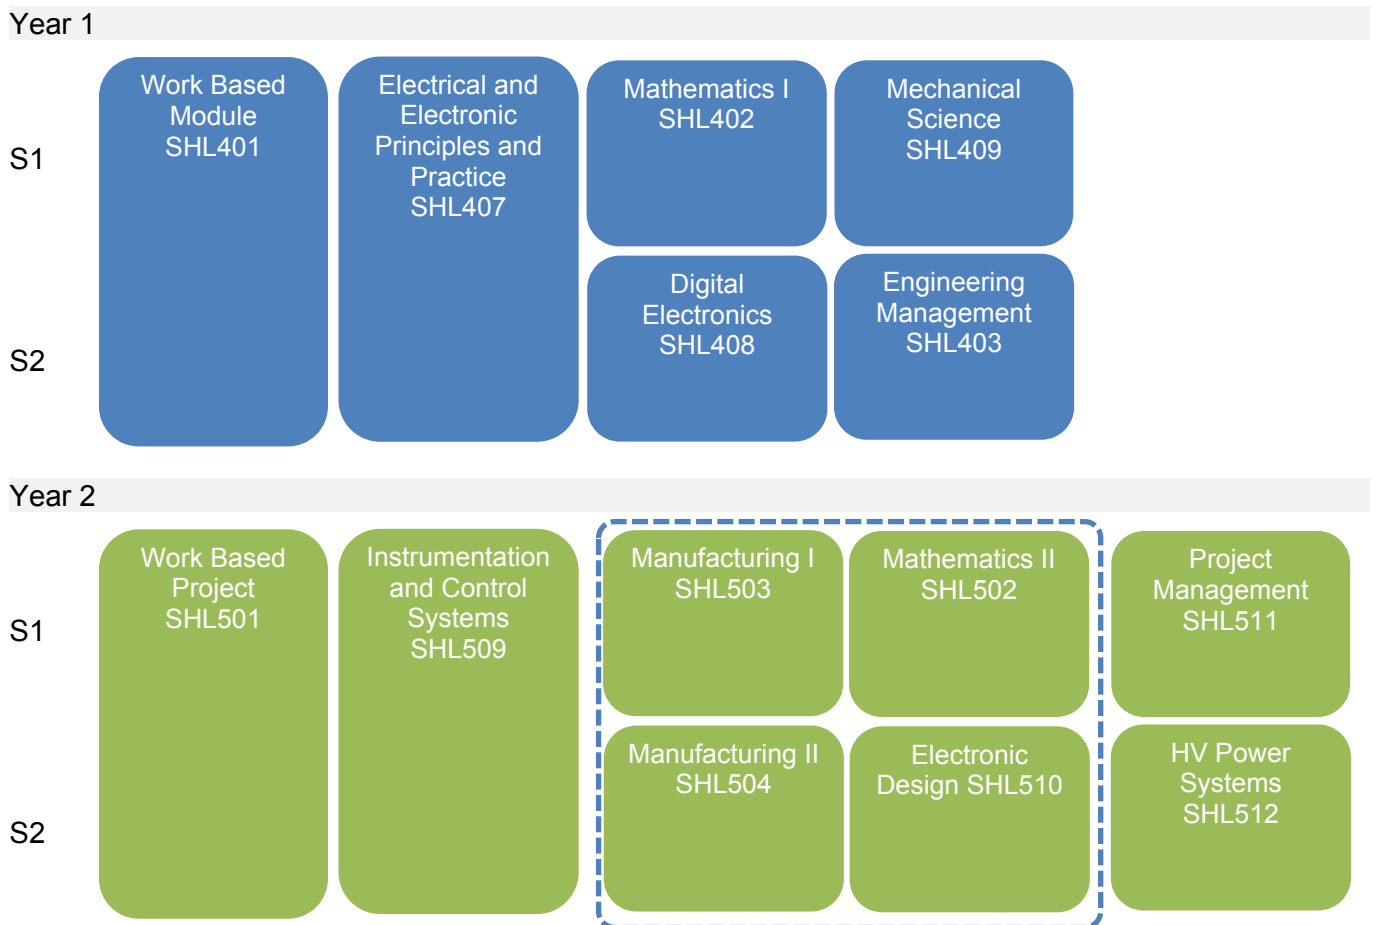 Year 1
S1
Work Based
Module
SHL401
Electrical and
Electronic
Principles and
Practice
SHL407
Mathematics I
SHL402
Mechanical
Science
SHL409
S2
Digital
Electronics
SHL408
Engineering
Management
SHL403
Year 2
S1
Work Based
Project
SHL501
Instrumentation
and Control
Systems
SHL509
Manufacturing I
SHL503
Mathematics II
SHL502
Project
Management
SHL511
S2
Manufacturing II
SHL504
Electronic
Design SHL510
HV Power
Systems
SHL512